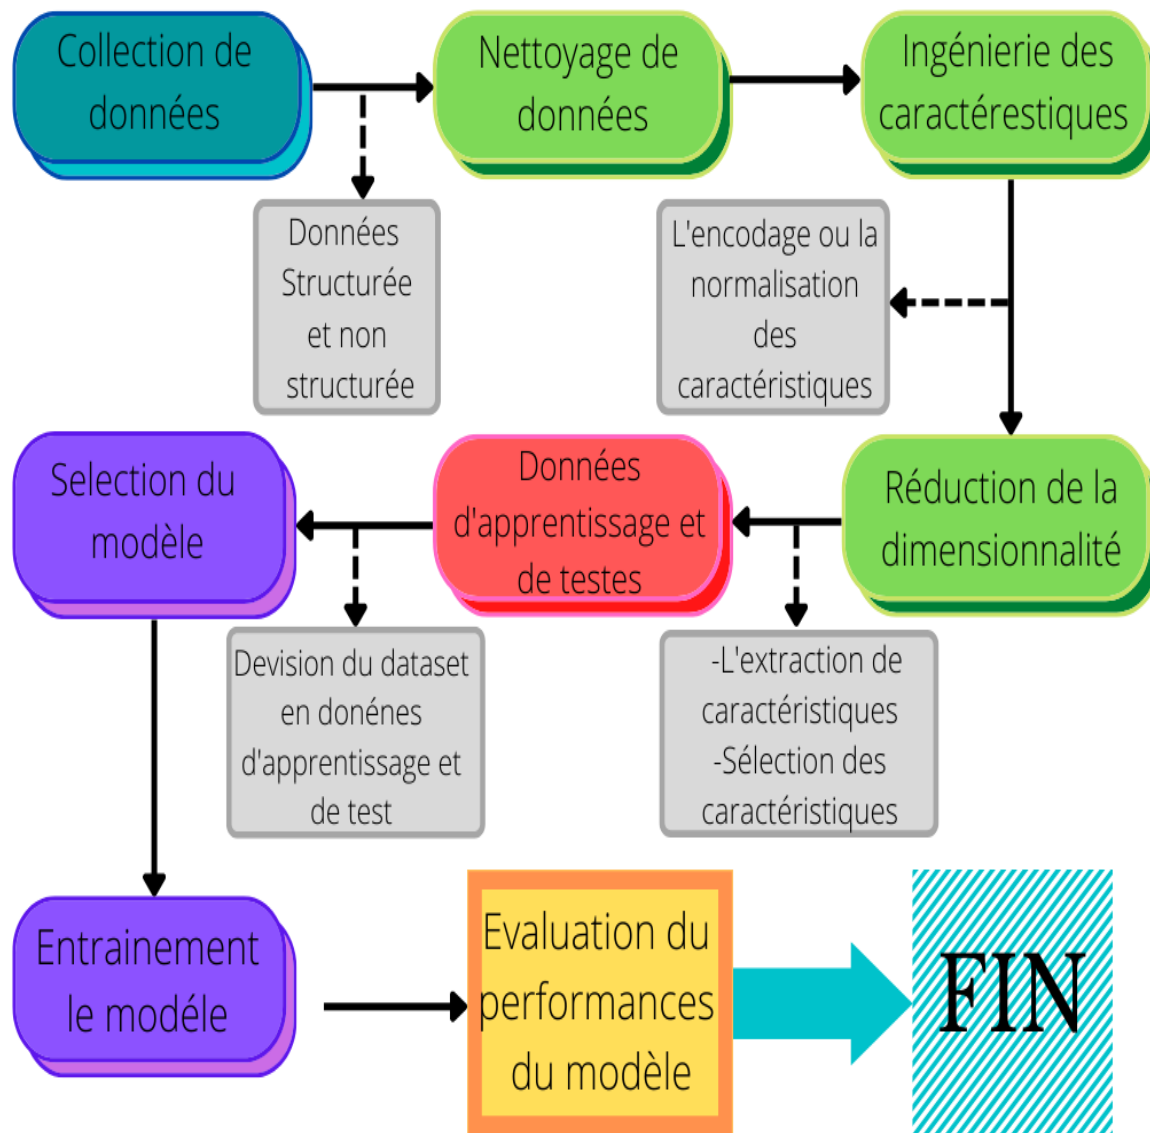 Collection de
données
Nettoyage de
données
Ingénierie des
caractérestiques
Données
Structurée
et non
structurée
L'encodage ou la
normalisation
des
caractéristiques
Réduction de la
dimensionnalité
Données
d'apprentissage et
de testes
Selection du
modèle
-L'extraction de
caractéristiques
-Sélection des
caractéristiques
Devision du dataset
en donénes
d'apprentissage et
de test
Entrainement
le modéle
Evaluation du
performances
du modèle
FIN